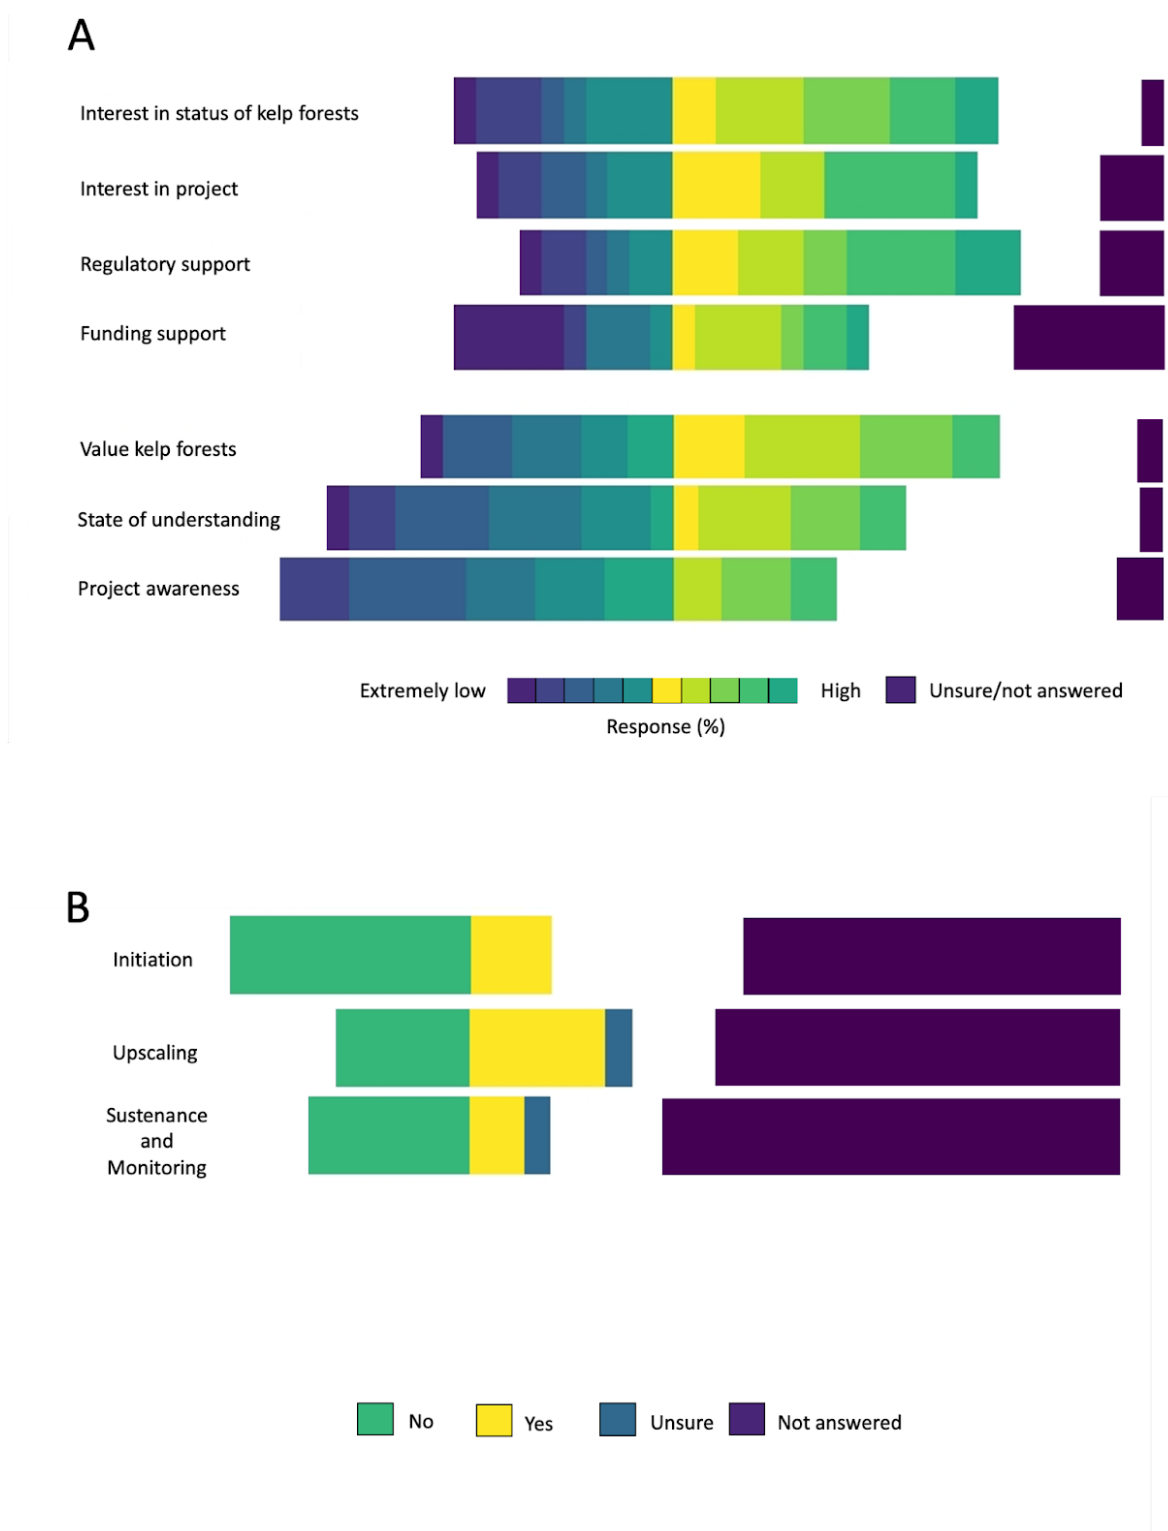 A
Interest in status of kelp forests
Interest in project
Regulatory support
Funding support
Value kelp forests
State of understanding
Project awareness
Extremely low High Unsure/not answered
Response (%)
B
Initiation
Upscaling
Sustenance
and
Monitoring
No Yes Unsure Not answered